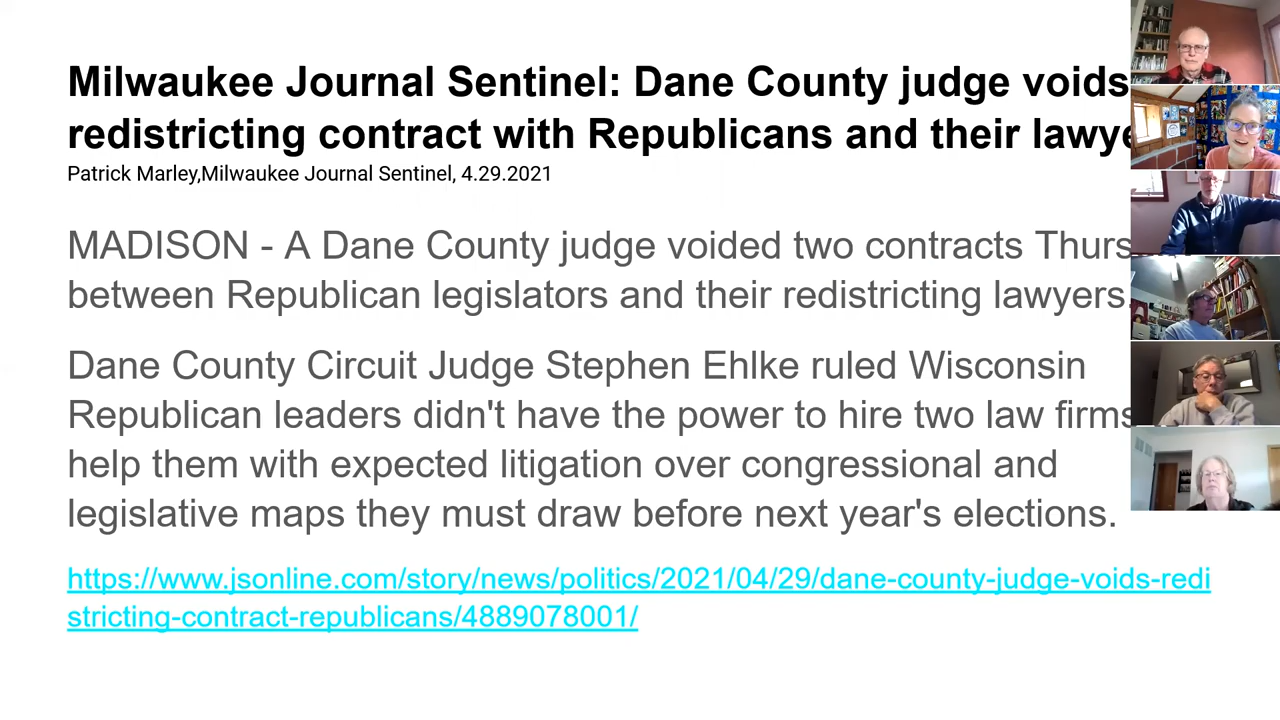 Milwaukee Journal Sentinel: Dane County judge voids
redistricting contract with Republicans and their
Patrick Marley,Milwaukee Journal Sentinel, 4.29.2021
MADISON - A Dane County judge voided two contracts
between Republican legislators and their redistricting lawyers.
Dane County Circuit Judge Stephen Ehlke ruled Wisconsin
Republican leaders didn't have the power to hire two law firms
help them with expected litigation over congressional and
legislative maps they must draw before next year's elections.
https://www.jsonline.com/story/news/politics/2021/04/29/dane-county-judge-voids-redi
stricting-contract-republicans/4889078001/